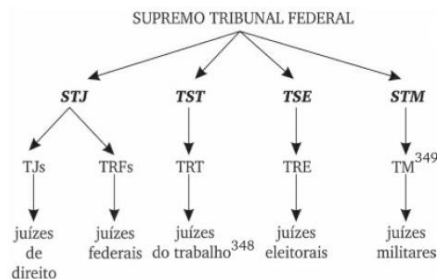 SUPREMO TRIBUNAL FEDERAL
STJ TST TSE STM
TJs TRFs TRT TRE TM349
juízes juízes juízes juízes juízes
de federais do trabalho348 eleitorais militares
direito